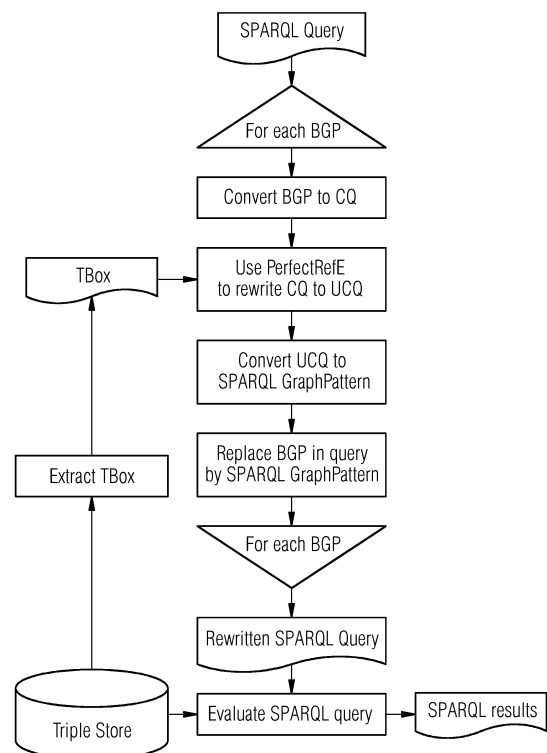 SPARQL Query
For each BGP
Convert BGP to CQ
TBox
Use PerfectRefE
to rewrite CQ to UCQ
Convert UCQ to
SPARQL GraphPattern
Extract TBox
Replace BGP in query
by SPARQL GraphPattern
For each BGP
Rewritten SPARQL Query
Triple Store
Evaluate SPARQL query
SPARQL results